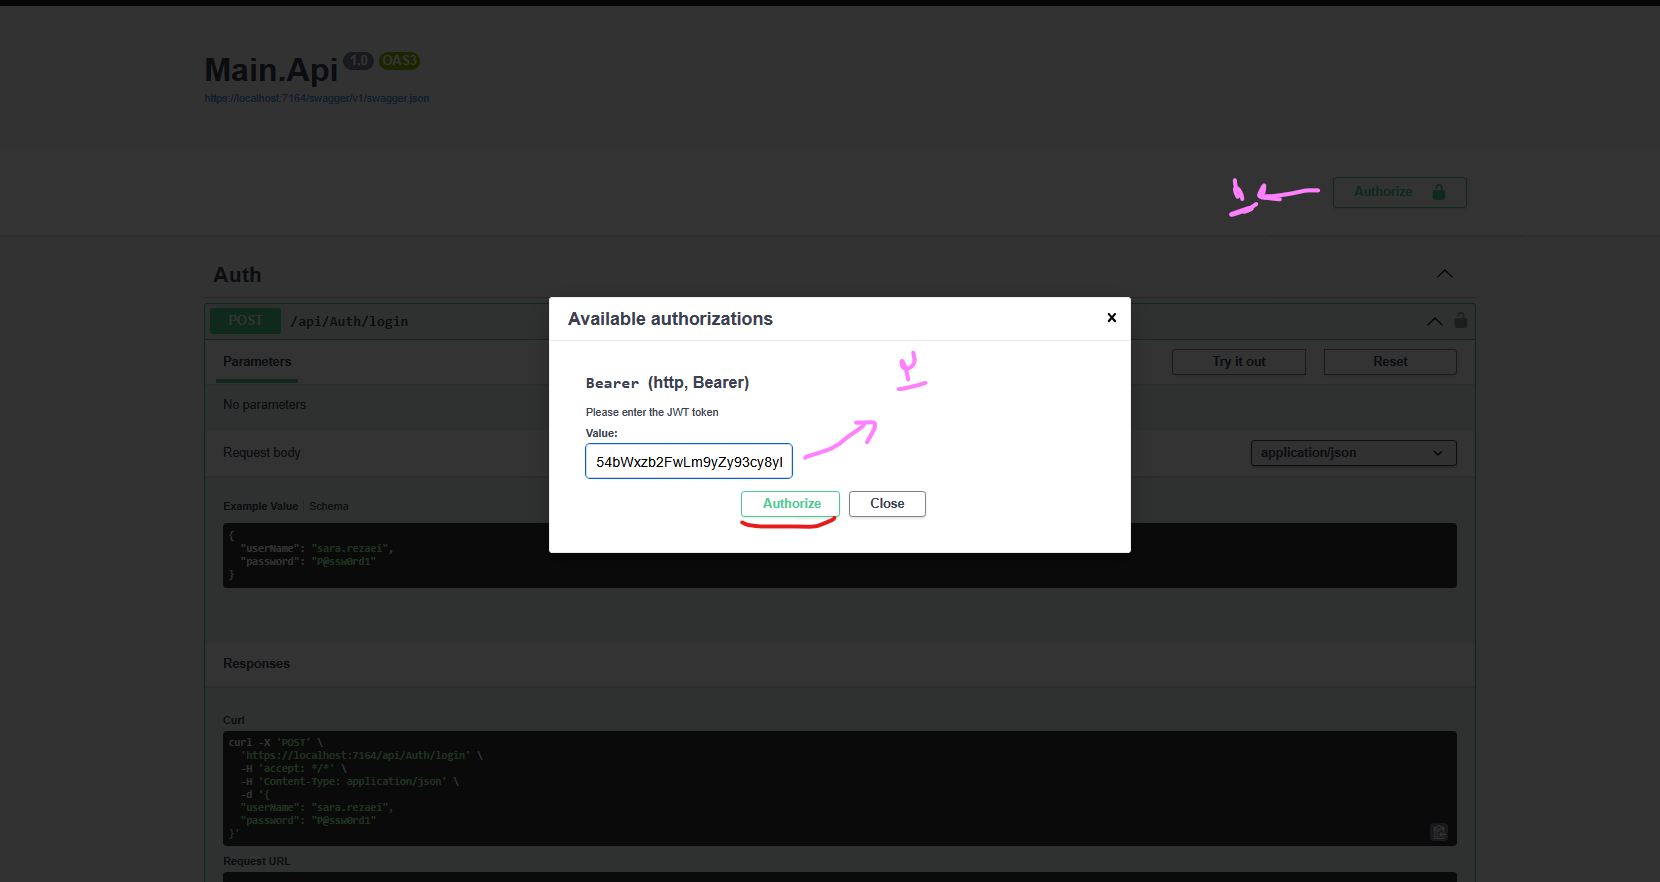 Main.Api 1.0 OAS3
https://localhost:7164/swagger/v1/swagger.json
Authorize
۱
Auth
POST /api/Auth/login
Parameters
Try it out
Reset
No parameters
Request body
application/json
Example Value | Schema
{
"userName": "sara.rezaei",
"password": "P@ssw0rd1"
}
Available authorizations
×
Bearer (http, Bearer)
۲
Please enter the JWT token
Value:
54bWxzb2FwLm9yZy93cy8yI
Authorize
Close
Responses
Curl
curl -X 'POST' \
'https://localhost:7164/api/Auth/login' \
-H 'accept: */*' \
-H 'Content-Type: application/json' \
-d '{
"userName": "sara.rezaei",
"password": "P@ssw0rd1"
}'
Request URL